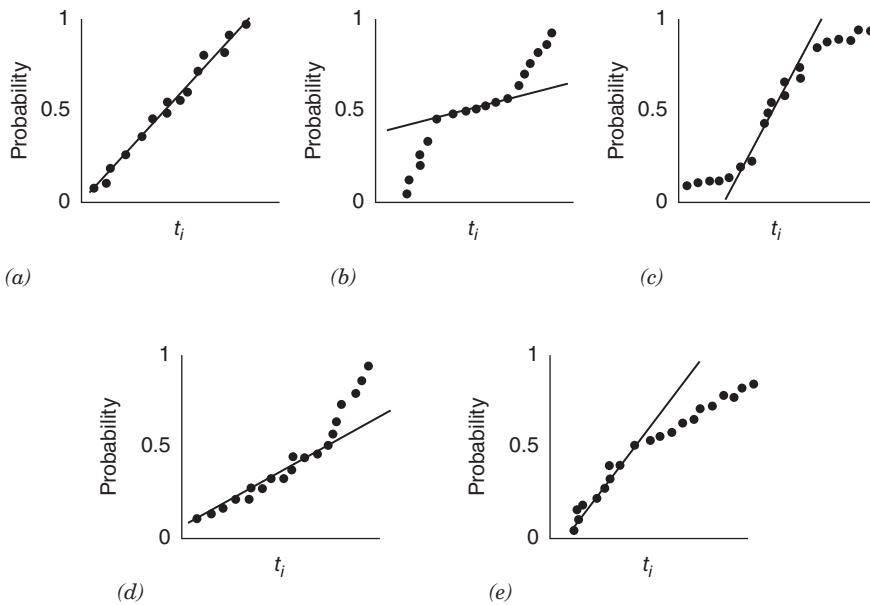 1
0.5
0
Probability
t_i
(a)
1
0.5
0
Probability
t_i
(b)
1
0.5
0
Probability
t_i
(c)
1
0.5
0
Probability
t_i
(d)
1
0.5
0
Probability
t_i
(e)